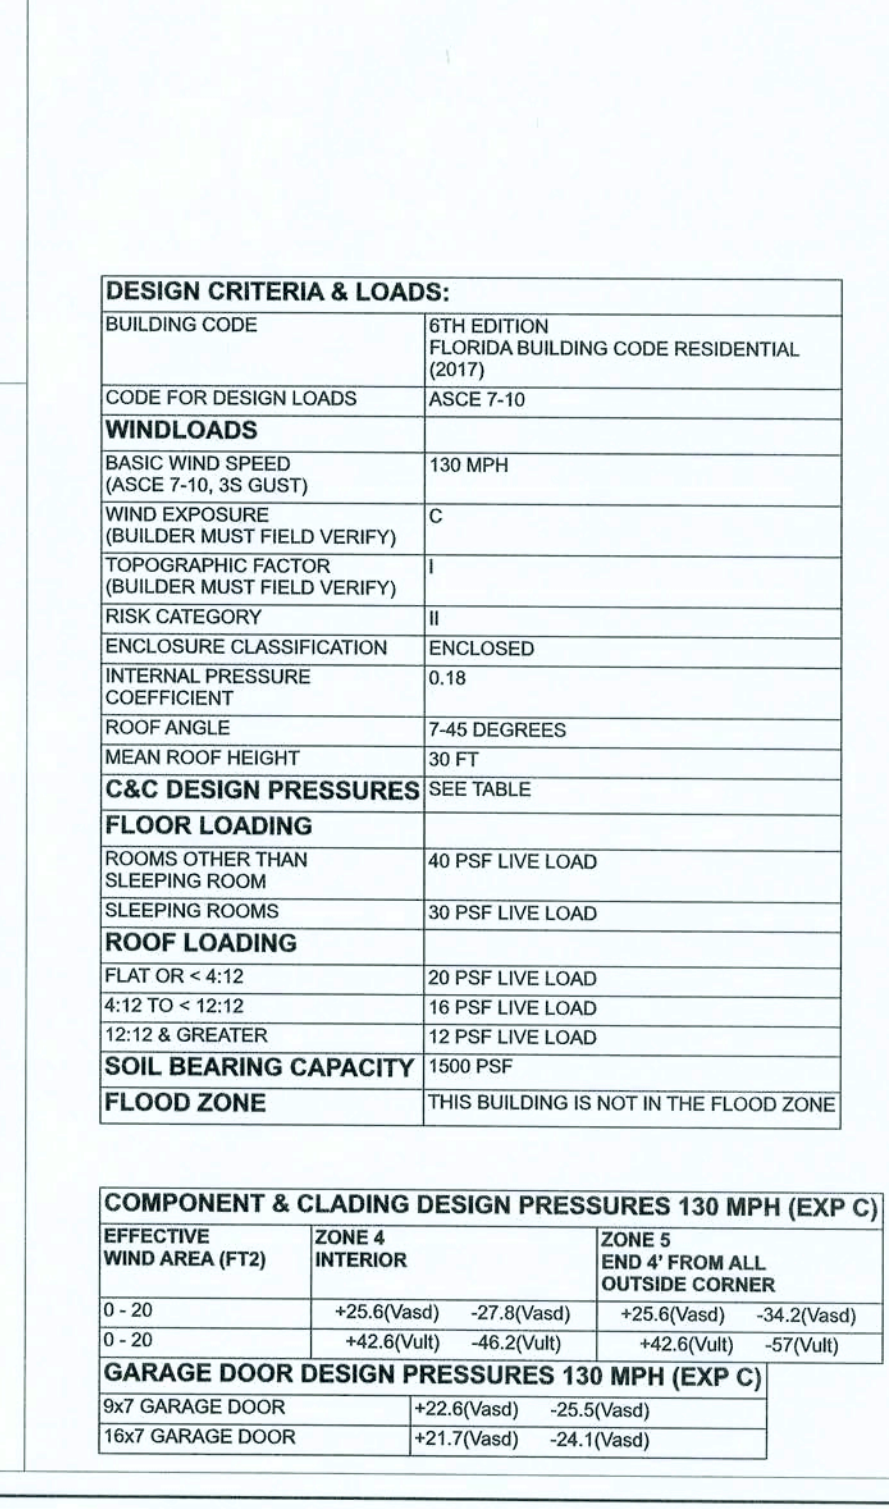 DESIGN CRITERIA & LOADS:
BUILDING CODE
6TH EDITION
FLORIDA BUILDING CODE RESIDENTIAL
(2017)
CODE FOR DESIGN LOADS
ASCE 7-10
WINDLOADS
BASIC WIND SPEED
(ASCE 7-10, 3S GUST)
130 MPH
WIND EXPOSURE
(BUILDER MUST FIELD VERIFY)
C
TOPOGRAPHIC FACTOR
(BUILDER MUST FIELD VERIFY)
I
RISK CATEGORY
II
ENCLOSURE CLASSIFICATION
ENCLOSED
INTERNAL PRESSURE
COEFFICIENT
0.18
ROOF ANGLE
7-45 DEGREES
MEAN ROOF HEIGHT
30 FT
C&C DESIGN PRESSURES
SEE TABLE
FLOOR LOADING
ROOMS OTHER THAN
SLEEPING ROOM
40 PSF LIVE LOAD
SLEEPING ROOMS
30 PSF LIVE LOAD
ROOF LOADING
FLAT OR < 4:12
20 PSF LIVE LOAD
4:12 TO < 12:12
16 PSF LIVE LOAD
12:12 & GREATER
12 PSF LIVE LOAD
SOIL BEARING CAPACITY
1500 PSF
FLOOD ZONE
THIS BUILDING IS NOT IN THE FLOOD ZONE
COMPONENT & CLADING DESIGN PRESSURES 130 MPH (EXP C)
EFFECTIVE
WIND AREA (FT2)
ZONE 4
INTERIOR
ZONE 5
END 4' FROM ALL
OUTSIDE CORNER
0 - 20 +25.6(Vasd) -27.8(Vasd) +25.6(Vasd) -34.2(Vasd)
0 - 20 +42.6(Vult) -46.2(Vult) +42.6(Vult) -57(Vult)
GARAGE DOOR DESIGN PRESSURES 130 MPH (EXP C)
9x7 GARAGE DOOR +22.6(Vasd) -25.5(Vasd)
16x7 GARAGE DOOR +21.7(Vasd) -24.1(Vasd)